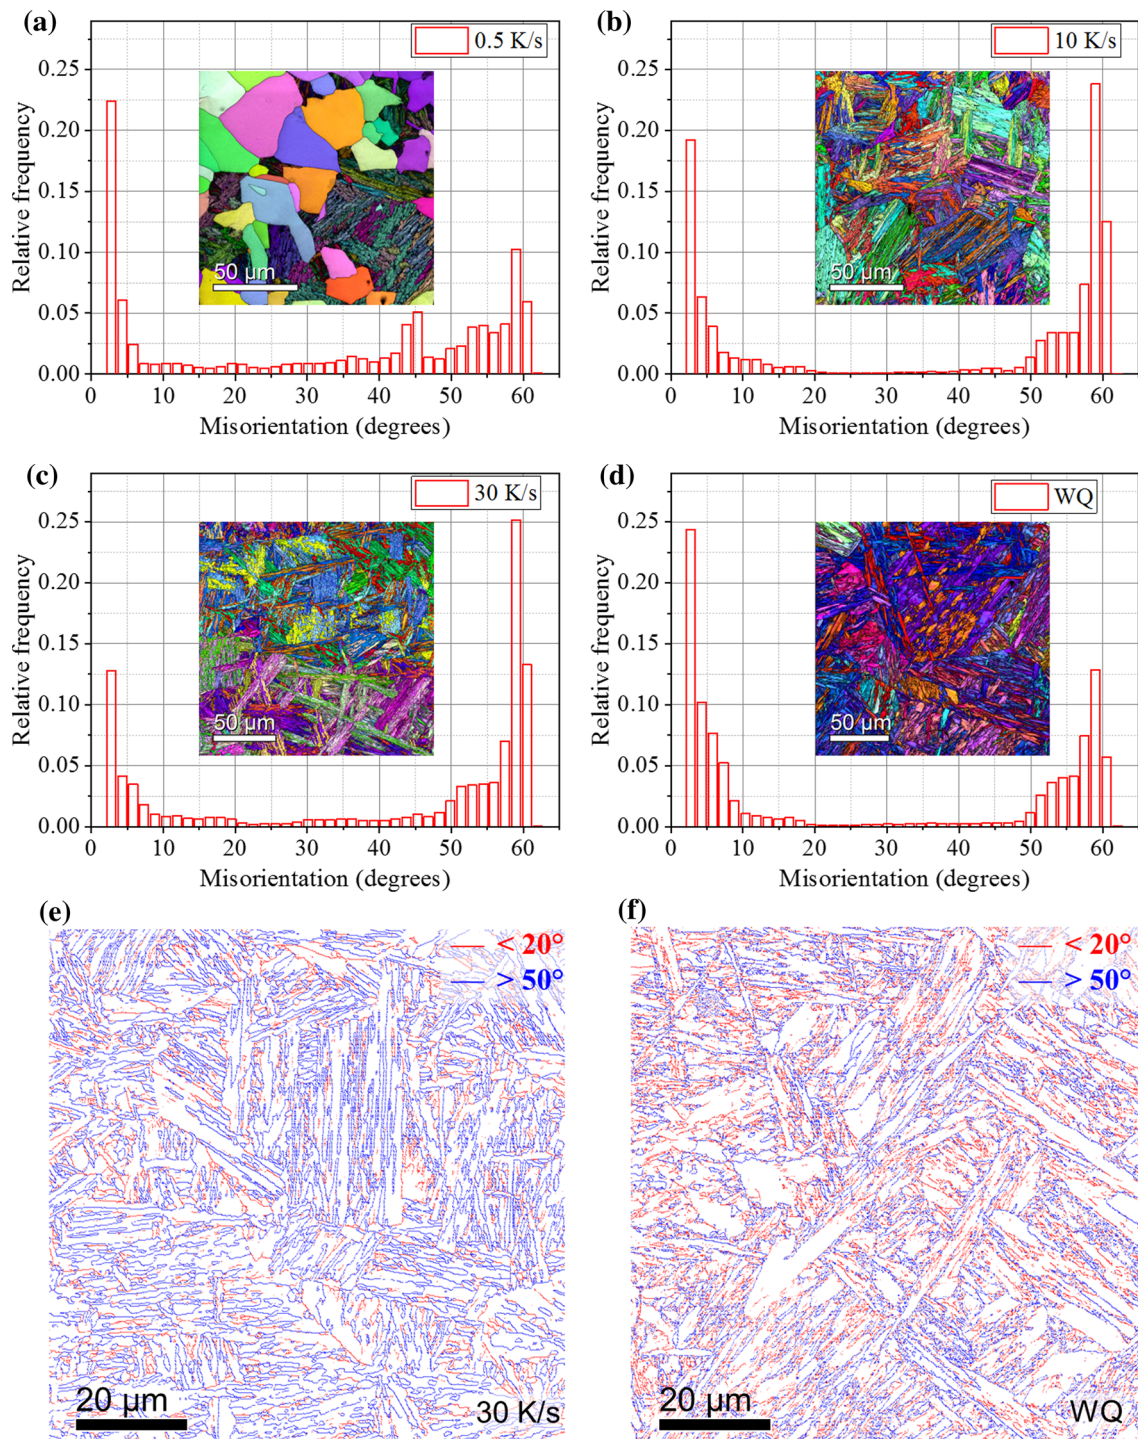 (a)
0.5 K/s
0.25
0.20
0.15
0.10
0.05
0.00
Relative frequency
50 µm
0 10 20 30 40 50 60
Misorientation (degrees)
(b)
10 K/s
0.25
0.20
0.15
0.10
0.05
0.00
Relative frequency
50 µm
0 10 20 30 40 50 60
Misorientation (degrees)
(c)
30 K/s
0.25
0.20
0.15
0.10
0.05
0.00
Relative frequency
50 µm
0 10 20 30 40 50 60
Misorientation (degrees)
(d)
WQ
0.25
0.20
0.15
0.10
0.05
0.00
Relative frequency
50 µm
0 10 20 30 40 50 60
Misorientation (degrees)
(e)
< 20°
> 50°
20 µm
30 K/s
(f)
< 20°
> 50°
20 µm
WQ